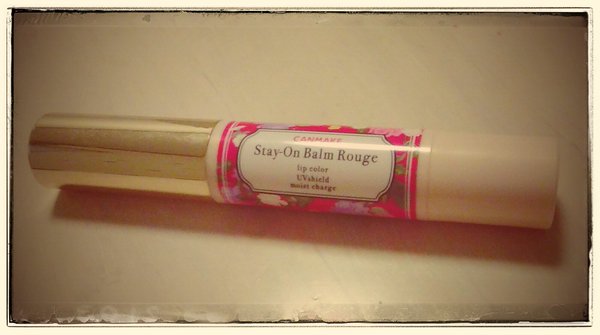 CANMAKE
Stay-On Balm Rouge
lip color
UVshield
moist charge